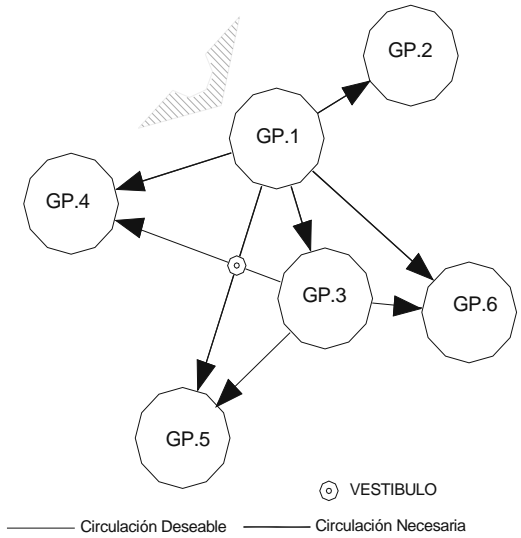 GP.2
GP.1
GP.4
GP.3
GP.6
GP.5
VESTIBULO
Circulación Deseable
Circulación Necesaria